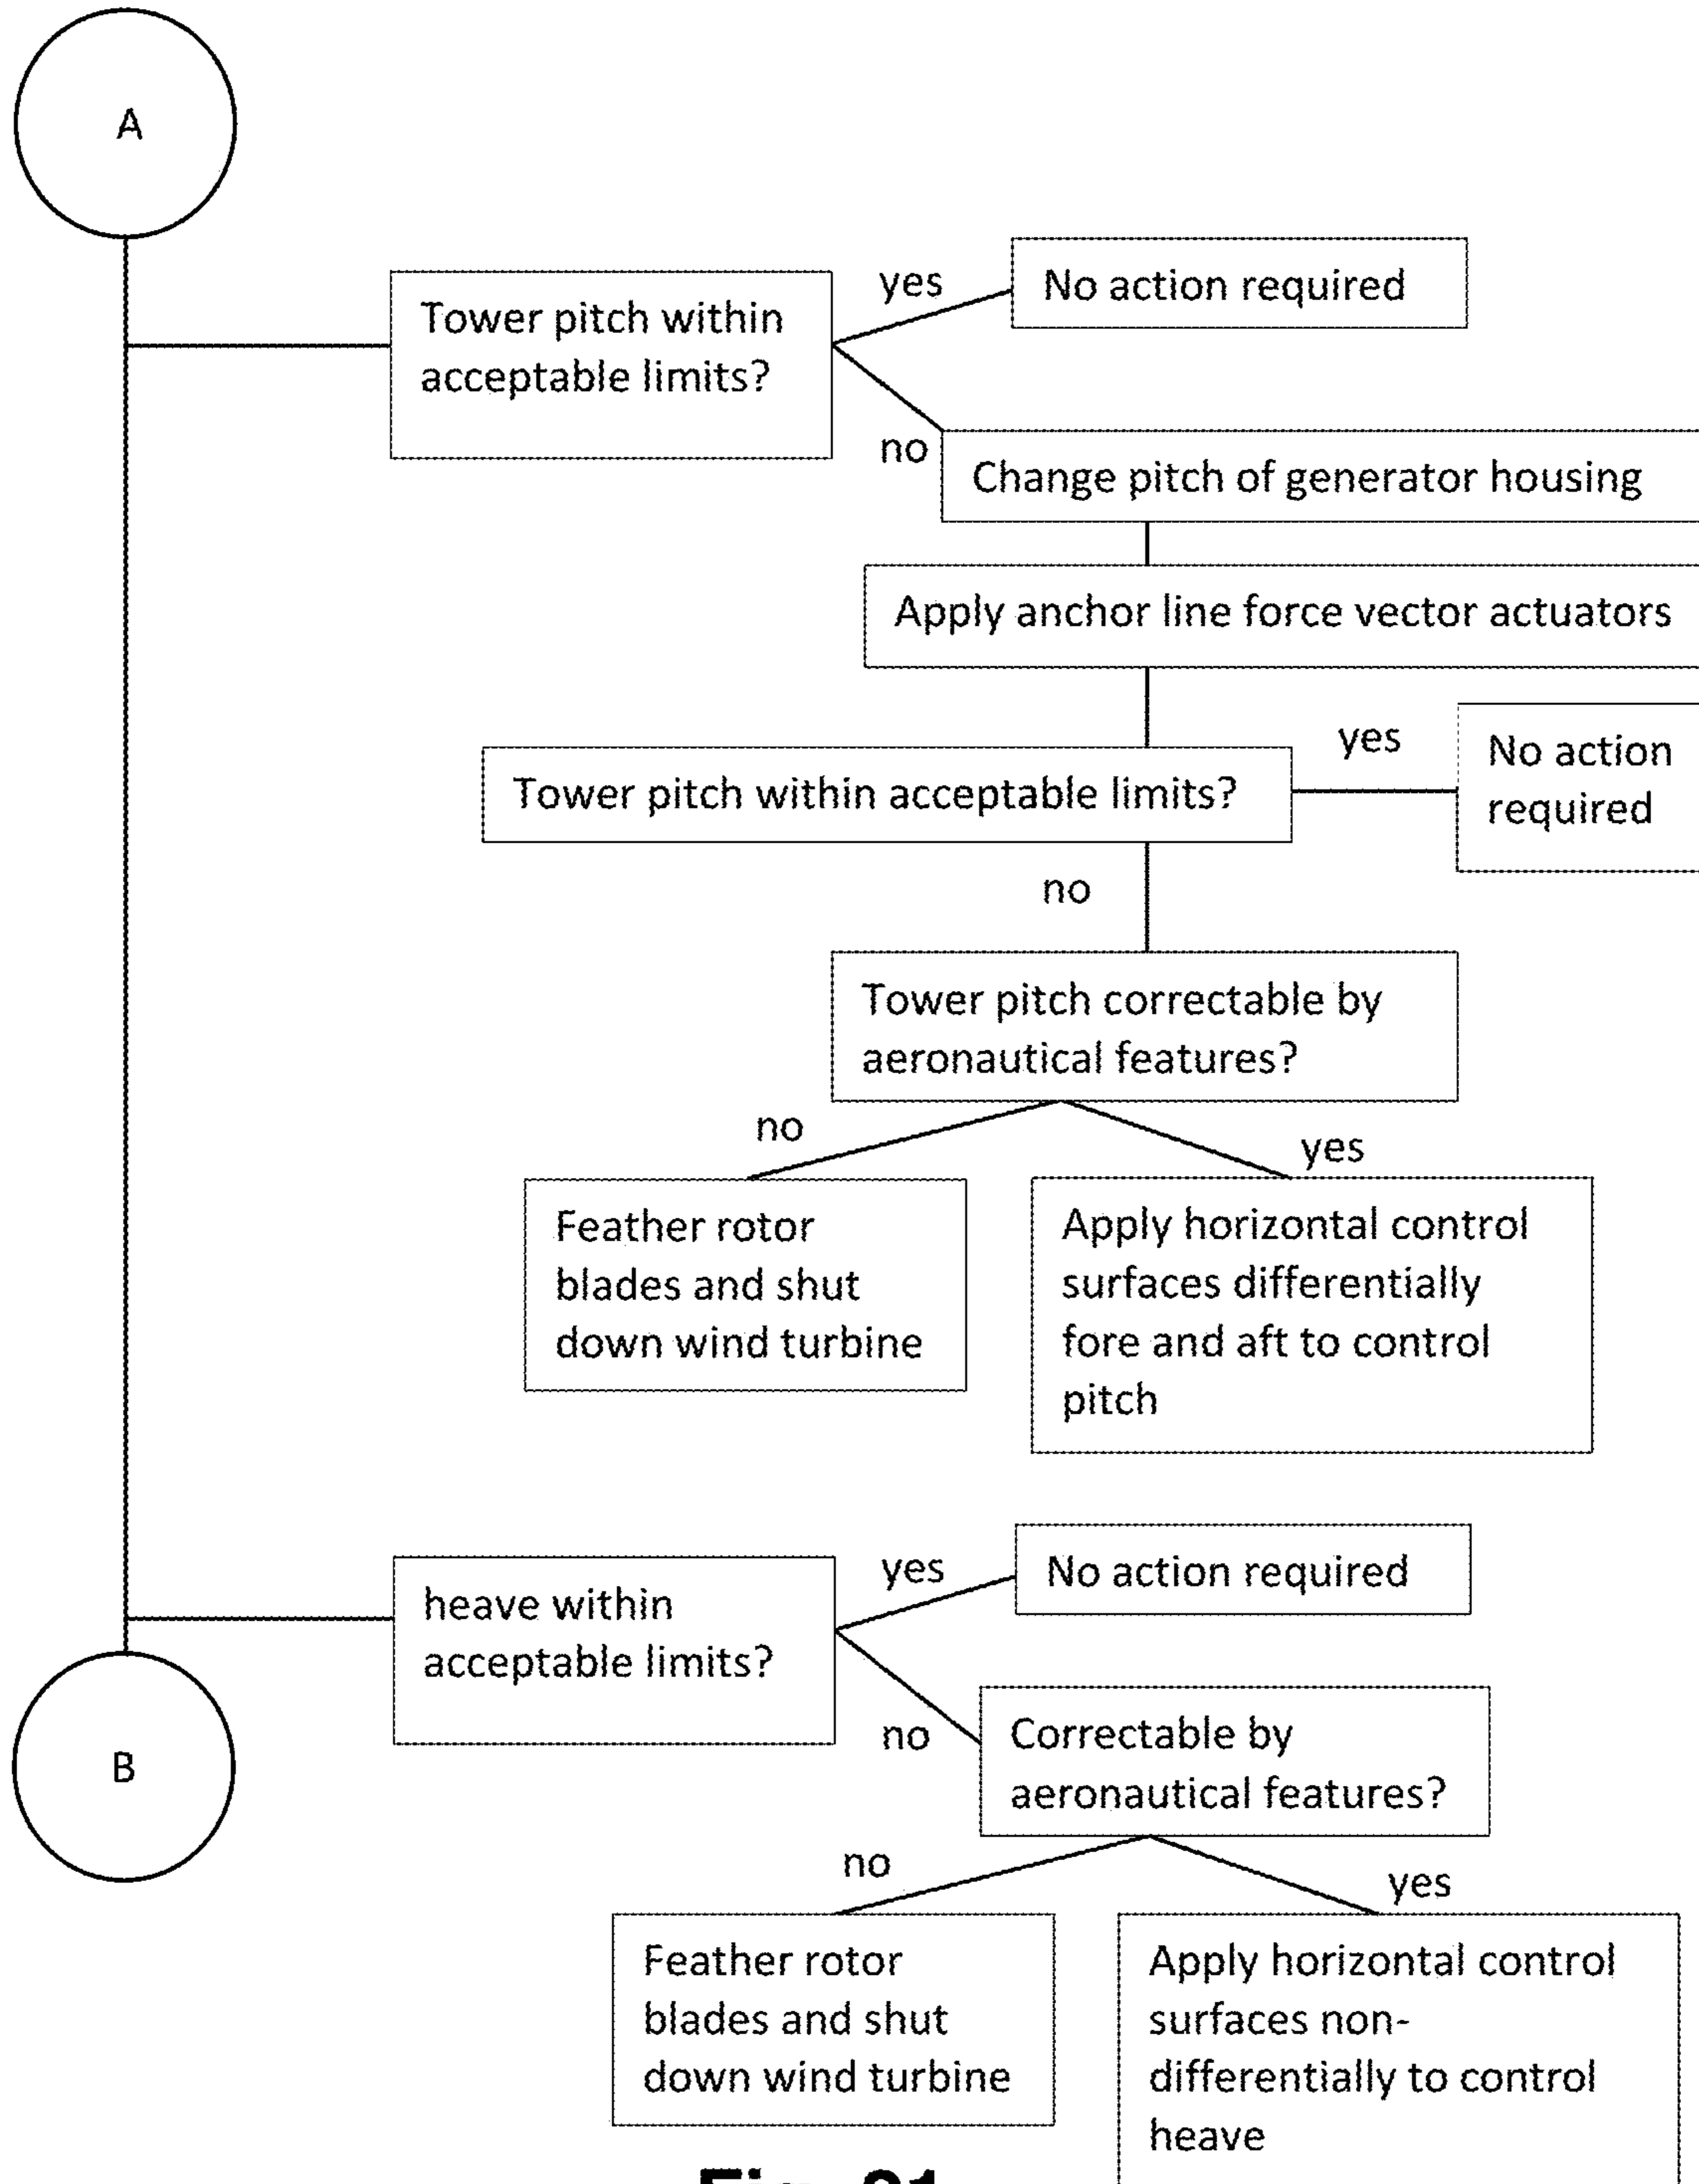 A
Tower pitch within
acceptable limits?
yes
No action required
no
Change pitch of generator housing
Apply anchor line force vector actuators
Tower pitch within acceptable limits?
yes
No action
required
no
Tower pitch correctable by
aeronautical features?
no
yes
Feather rotor
blades and shut
down wind turbine
Apply horizontal control
surfaces differentially
fore and aft to control
pitch
heave within
acceptable limits?
yes
No action required
no
Correctable by
aeronautical features?
B
no
yes
Feather rotor
blades and shut
down wind turbine
Apply horizontal control
surfaces non-
differentially to control
heave